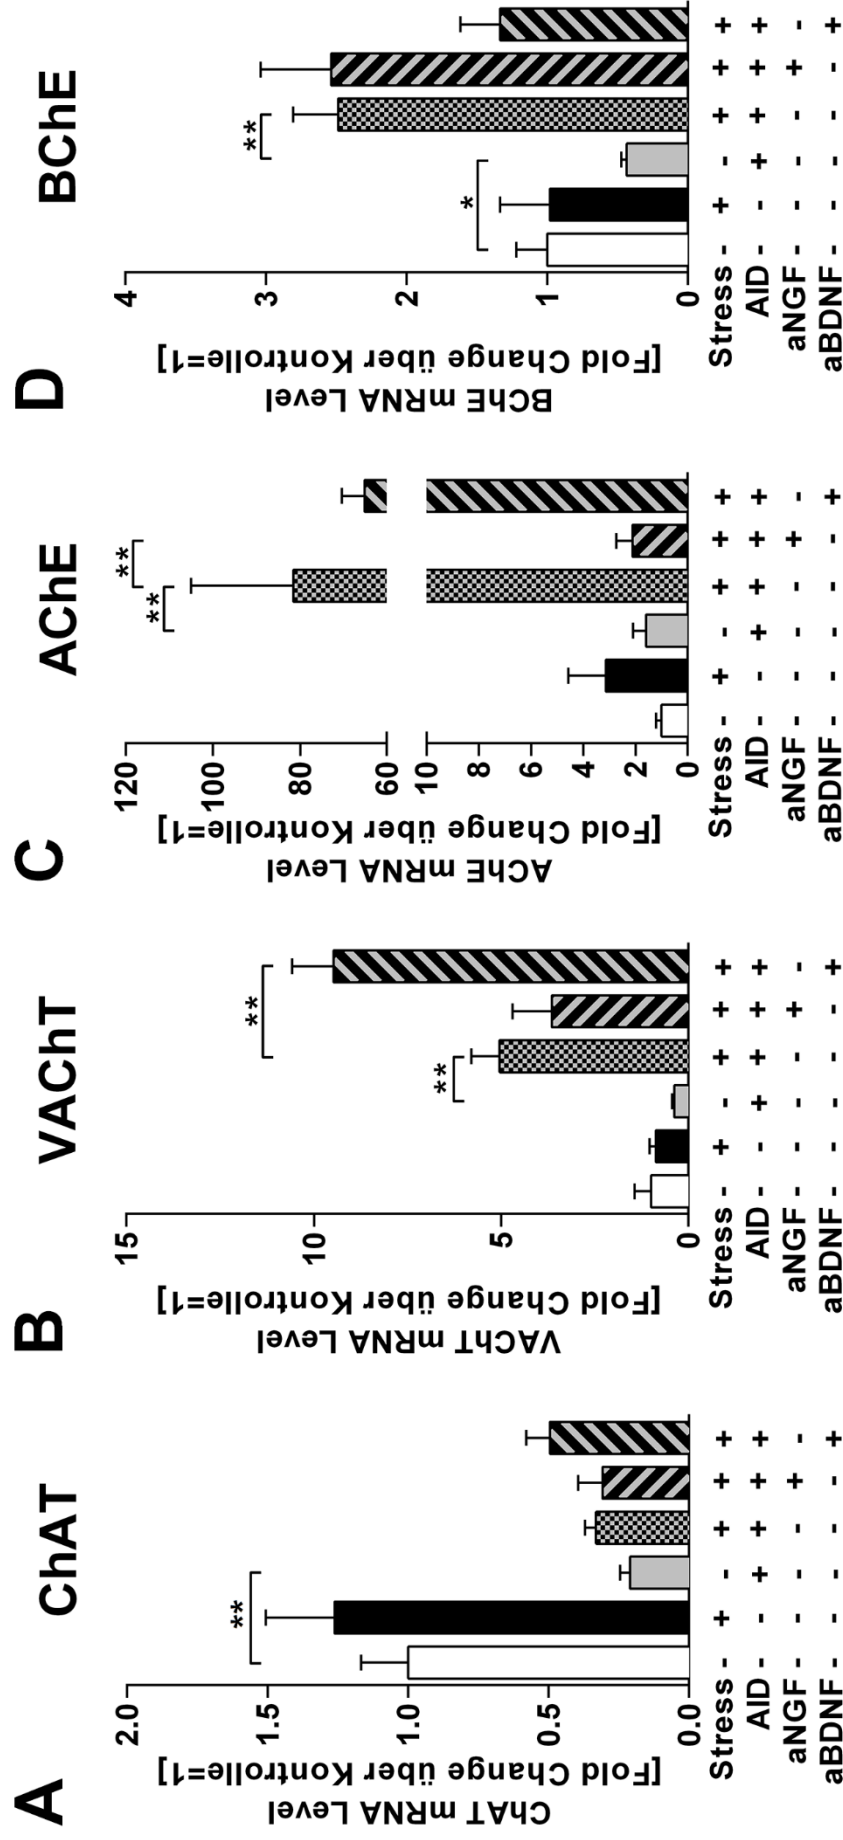 A
ChAT
ChAT mRNA Level
[Fold Change über Kontrolle=1]
2.0
1.5
1.0
0.5
0.0
**
Stress - + - + + +
AID - - + + + +
aNGF - - - - + -
aBDNF - - - - - +
B
VAChT
VAChT mRNA Level
[Fold Change über Kontrolle=1]
15
10
5
0
**
**
Stress - + - + + +
AID - - + + + +
aNGF - - - - + -
aBDNF - - - - - +
C
AChE
AChE mRNA Level
[Fold Change über Kontrolle=1]
120
100
80
60
10
8
6
4
2
0
**
**
Stress - + - + + +
AID - - + + + +
aNGF - - - - + -
aBDNF - - - - - +
D
BChE
BChE mRNA Level
[Fold Change über Kontrolle=1]
4
3
2
1
0
*
**
Stress - + - + + +
AID - - + + + +
aNGF - - - - + -
aBDNF - - - - - +